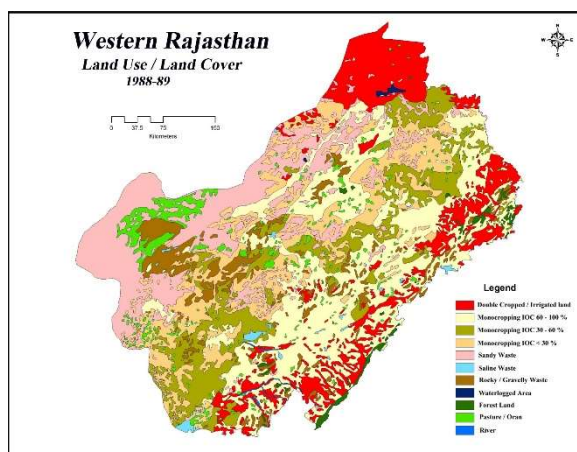 Western Rajasthan
Land Use / Land Cover
1988-89
N
W E
S
0 37.5 75 150
Kilometers
Legend
Double Cropped / Irrigated land
Monocropping IOC 60 - 100 %
Monocropping IOC 30 - 60 %
Monocropping IOC < 30 %
Sandy Waste
Saline Waste
Rocky / Gravelly Waste
Waterlogged Area
Forest Land
Pasture / Oran
River